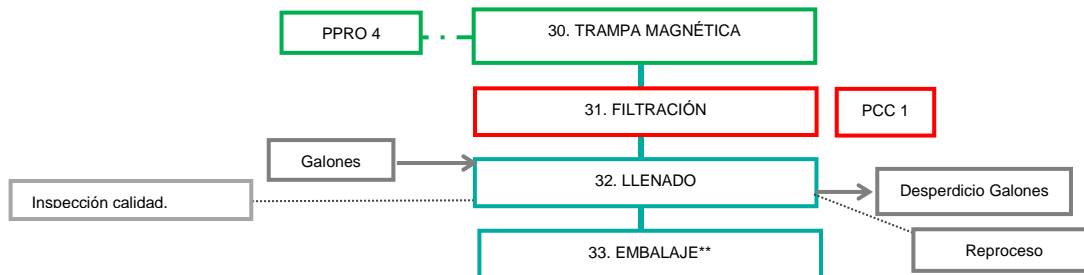 PPRO 4
30. TRAMPA MAGNÉTICA
31. FILTRACIÓN
PCC 1
Galones
32. LLENADO
Desperdicio Galones
Inspección calidad.
Reproceso
33. EMBALAJE**